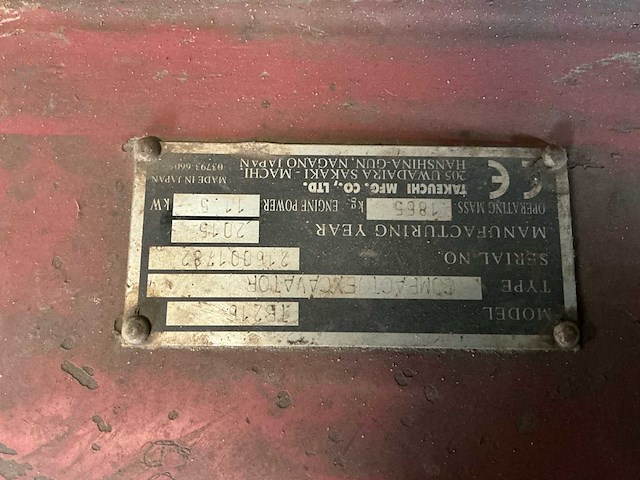 MODEL TB216
TYPE COMPACT EXCAVATOR
SERIAL NO.
MANUFACTURING YEAR 2015
OPERATING MASS 1865 kg. ENGINE POWER 11.5 kW
TAKEUCHI MFG. CO., LTD.
205 UWADAIRA SAKAKI - MACHI,
HANSHINA-GUN, NAGANO JAPAN
CE
MADE IN JAPAN